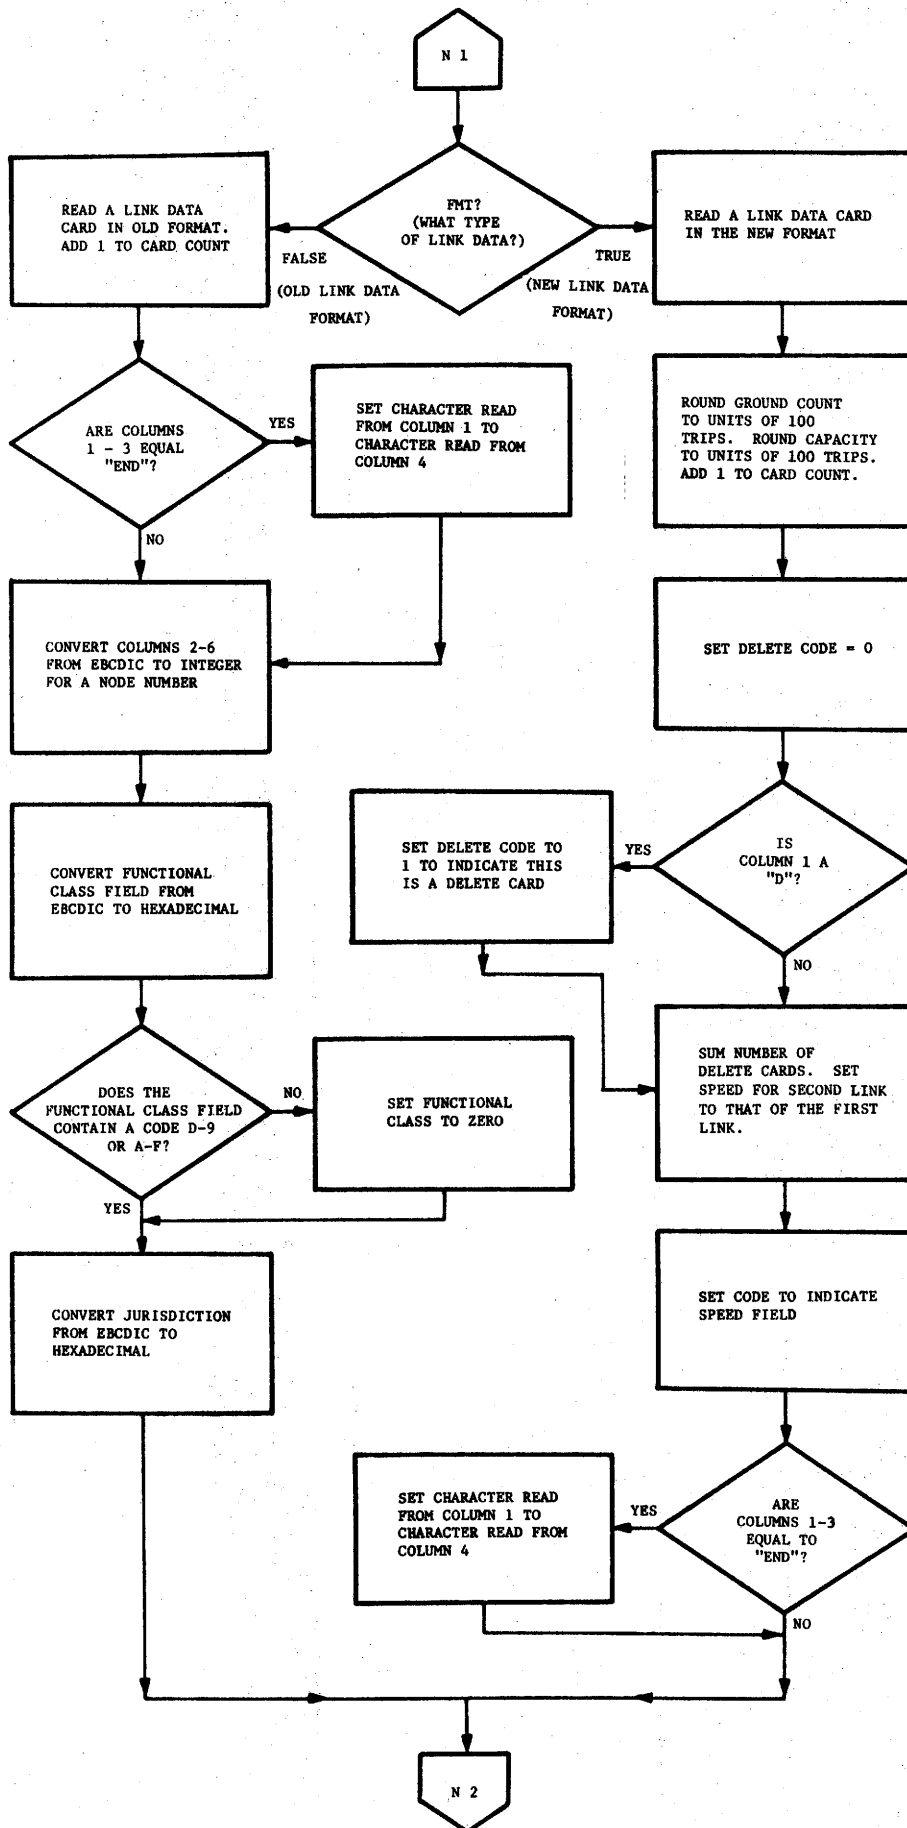 N 1
FMT?
(WHAT TYPE
OF LINK DATA?)
FALSE
(OLD LINK DATA
FORMAT)
TRUE
(NEW LINK DATA
FORMAT)
READ A LINK DATA
CARD IN OLD FORMAT.
ADD 1 TO CARD COUNT
READ A LINK DATA CARD
IN THE NEW FORMAT
ARE COLUMNS
1 - 3 EQUAL
"END"?
YES
NO
SET CHARACTER READ
FROM COLUMN 1 TO
CHARACTER READ FROM
COLUMN 4
ROUND GROUND COUNT
TO UNITS OF 100
TRIPS. ROUND CAPACITY
TO UNITS OF 100 TRIPS.
ADD 1 TO CARD COUNT.
CONVERT COLUMNS 2-6
FROM EBCDIC TO INTEGER
FOR A NODE NUMBER
SET DELETE CODE = 0
CONVERT FUNCTIONAL
CLASS FIELD FROM
EBCDIC TO HEXADECIMAL
SET DELETE CODE TO
1 TO INDICATE THIS
IS A DELETE CARD
YES
IS
COLUMN 1 A
"D"?
NO
DOES THE
FUNCTIONAL CLASS FIELD
CONTAIN A CODE D-9
OR A-F?
NO
YES
SET FUNCTIONAL
CLASS TO ZERO
SUM NUMBER OF
DELETE CARDS. SET
SPEED FOR SECOND LINK
TO THAT OF THE FIRST
LINK.
CONVERT JURISDICTION
FROM EBCDIC TO
HEXADECIMAL
SET CODE TO INDICATE
SPEED FIELD
SET CHARACTER READ
FROM COLUMN 1 TO
CHARACTER READ FROM
COLUMN 4
YES
ARE
COLUMNS 1-3
EQUAL TO
"END"?
NO
N 2